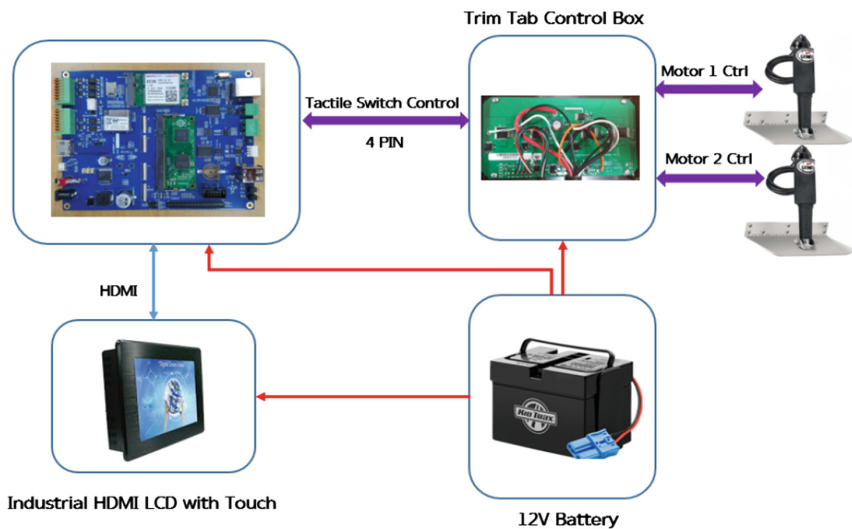 Trim Tab Control Box
Tactile Switch Control
4 PIN
Motor 1 Ctrl
Motor 2 Ctrl
HDMI
Industrial HDMI LCD with Touch
12V Battery